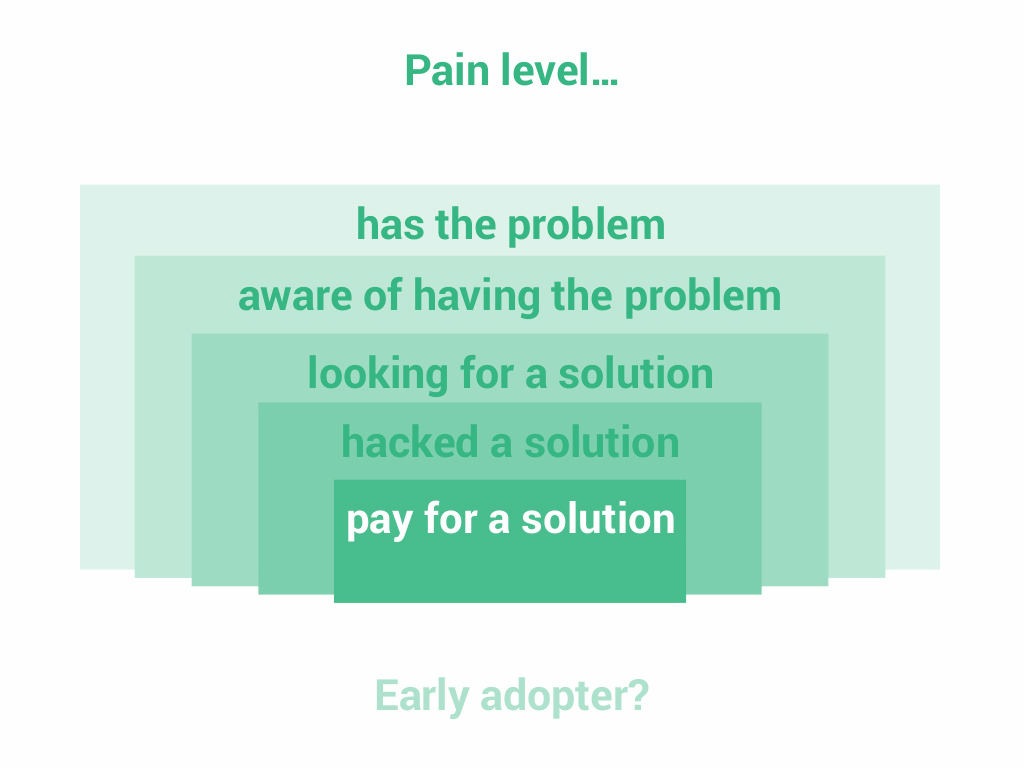 Pain level…
has the problem
aware of having the problem
looking for a solution
hacked a solution
pay for a solution
Early adopter?